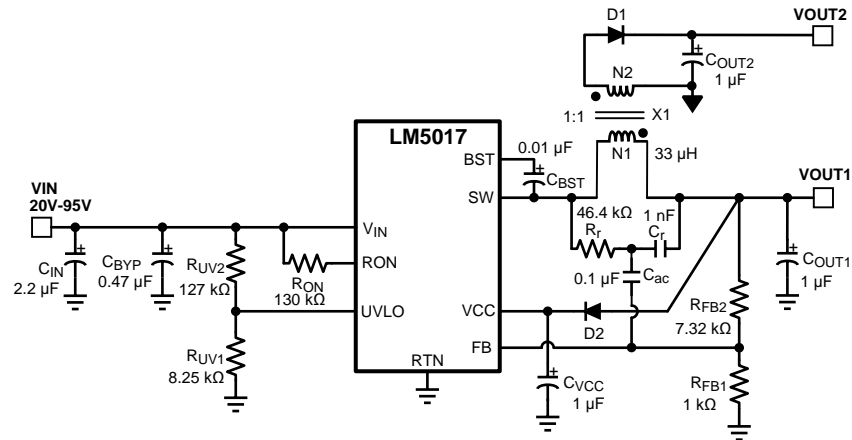 D1
VOUT2
N2
COUT2
1 µF
1:1
X1
LM5017
BST
0.01 µF
CBST
N1
33 µH
SW
VOUT1
VIN
20V-95V
VIN
46.4 kΩ
Rr
1 nF
Cr
CIN
2.2 µF
CBYP
0.47 µF
RUV2
127 kΩ
RON
130 kΩ
RON
0.1 µF
Cac
COUT1
1 µF
UVLO
VCC
D2
RFB2
7.32 kΩ
FB
RUV1
8.25 kΩ
RTN
CVCC
1 µF
RFB1
1 kΩ